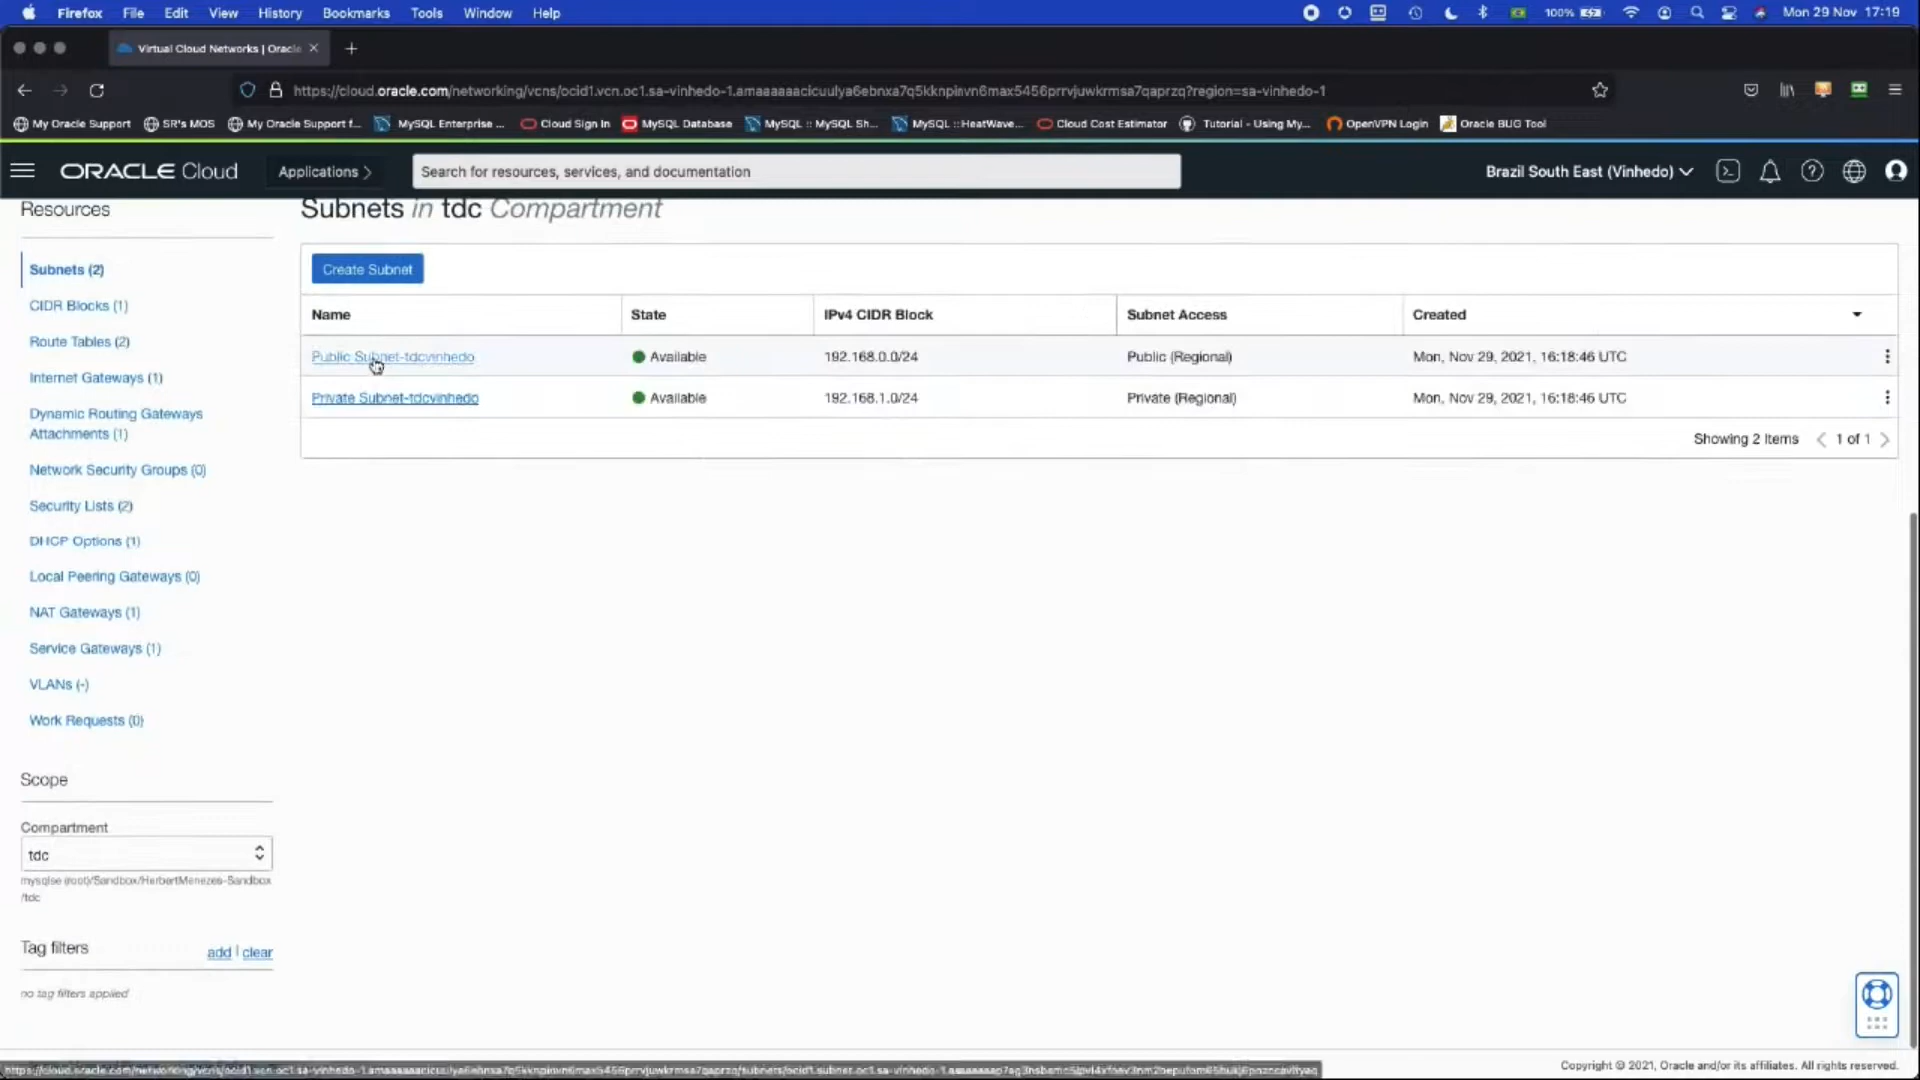 Firefox File Edit View History Bookmarks Tools Window Help 100% Mon 29 Nov 17:19
Virtual Cloud Networks | Oracle
https://cloud.oracle.com/networking/vcns/ocid1.vcn.oc1.sa-vinhedo-1.amaaaaaacicuulya6ebnxa7q5kknpinvn6max5456prrvjuwkrmsa7qaprzq?region=sa-vinhedo-1
My Oracle Support SR's MOS My Oracle Support f... MySQL Enterprise ... Cloud Sign In MySQL Database MySQL :: MySQL Sh... MySQL ::HeatWave... Cloud Cost Estimator Tutorial - Using My... OpenVPN Login Oracle BUG Tool
ORACLE Cloud Applications Search for resources, services, and documentation Brazil South East (Vinhedo)
Resources
Subnets (2)
CIDR Blocks (1)
Route Tables (2)
Internet Gateways (1)
Dynamic Routing Gateways
Attachments (1)
Network Security Groups (0)
Security Lists (2)
DHCP Options (1)
Local Peering Gateways (0)
NAT Gateways (1)
Service Gateways (1)
VLANs (-)
Work Requests (0)
Scope
Compartment
tdc
mysqlse (root)/Sandbox/HerbertMenezes-Sandbox
/tdc
Tag filters add | clear
no tag filters applied
Subnets in tdc Compartment
Create Subnet
Name State IPv4 CIDR Block Subnet Access Created
Public Subnet-tdcvinhedo Available 192.168.0.0/24 Public (Regional) Mon, Nov 29, 2021, 16:18:46 UTC
Private Subnet-tdcvinhedo Available 192.168.1.0/24 Private (Regional) Mon, Nov 29, 2021, 16:18:46 UTC
Showing 2 Items 1 of 1
Copyright © 2021, Oracle and/or its affiliates. All rights reserved.